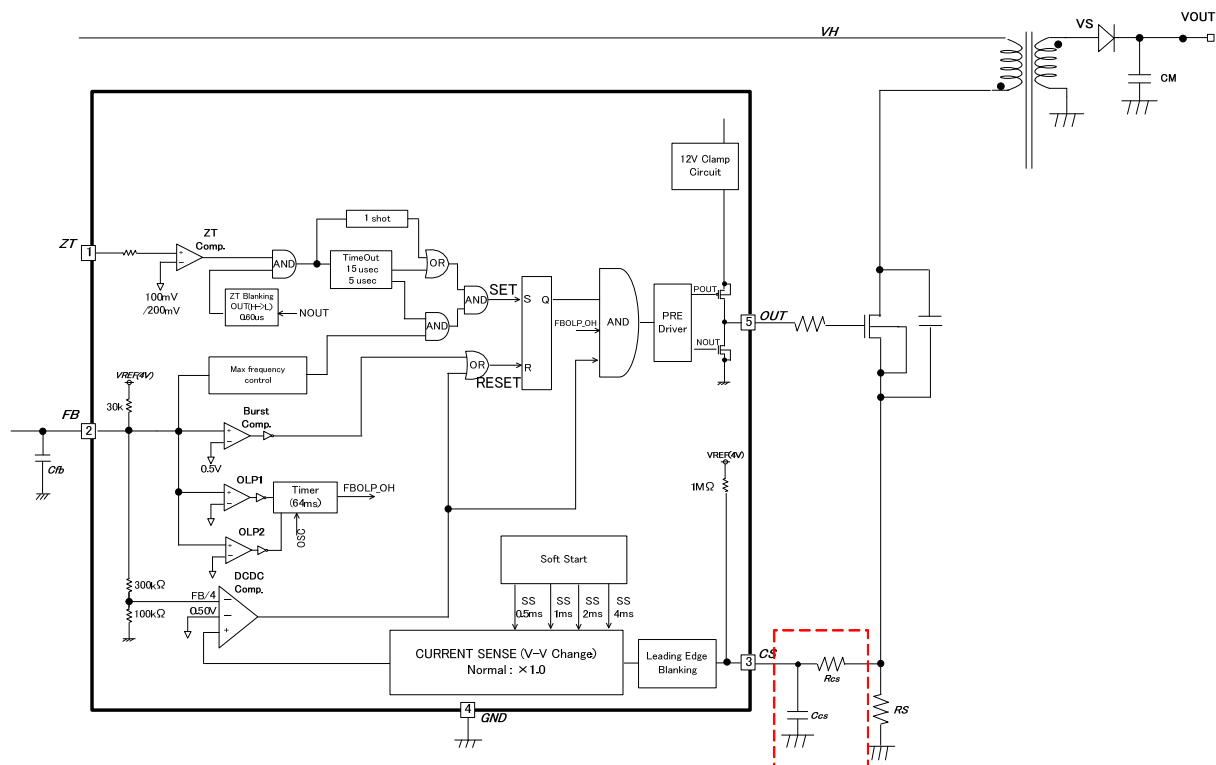 VH
VS
VOUT
CM
12V Clamp
Circuit
1 shot
ZT
1
ZT
Comp.
+
−
100mV
/200mV
AND
TimeOut
15 usec
5 usec
OR
ZT Blanking
OUT(H->L)
0.60us
NOUT
AND
AND
SET
S
Q
R
FBOLP_OH
AND
PRE
Driver
POUT
NOUT
5
OUT
Max frequency
control
OR
RESET
VREF(4V)
30k
FB
2
Cfb
Burst
Comp.
+
−
0.5V
OLP1
+
−
Timer
(64ms)
FBOLP_OH
OLP2
+
−
OSC
VREF(4V)
1MΩ
300kΩ
FB/4
100kΩ
0.50V
DCDC
Comp.
−
−
+
Soft Start
SS
0.5ms
SS
1ms
SS
2ms
SS
4ms
CURRENT SENSE (V-V Change)
Normal : ×1.0
Leading Edge
Blanking
3
CS
Rcs
Ccs
RS
4
GND